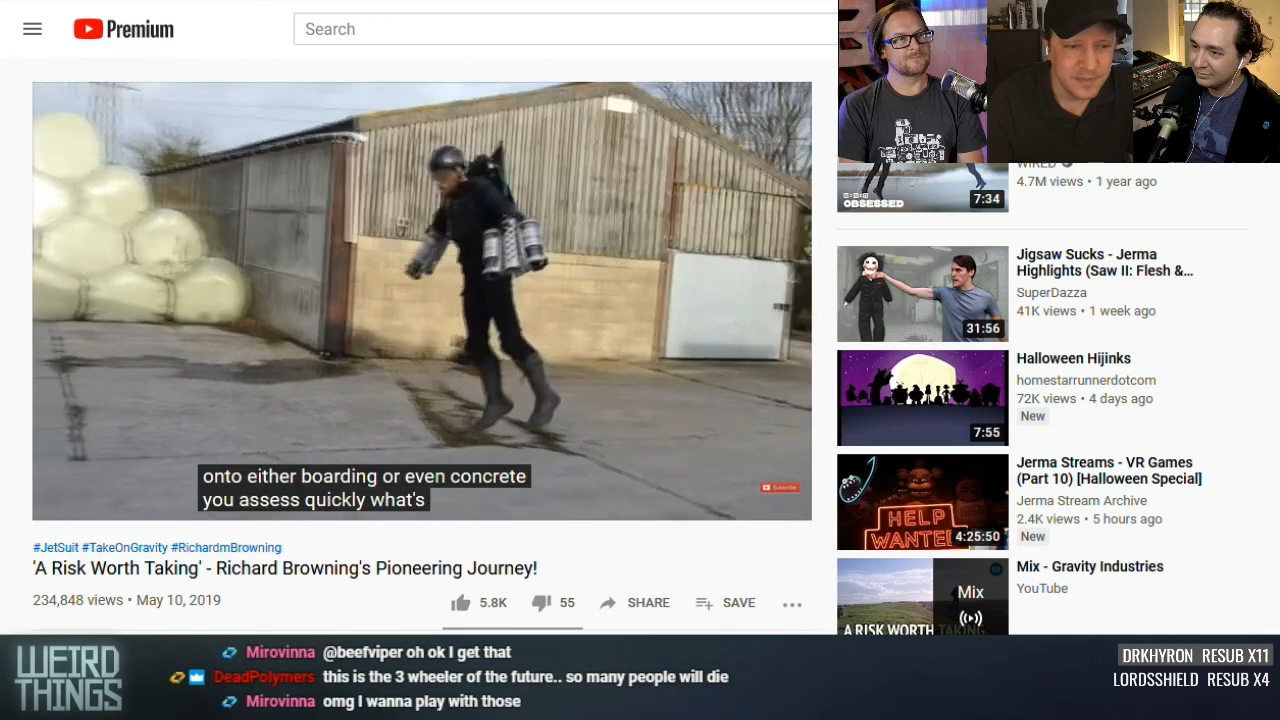 Premium
Search
onto either boarding or even concrete
you assess quickly what's
Subscribe
#JetSuit #TakeOnGravity #RichardmBrowning
'A Risk Worth Taking' - Richard Browning's Pioneering Journey!
234,848 views • May 10, 2019
5.8K
55
SHARE
SAVE
WIRED
4.7M views • 1 year ago
OBSESSED
7:34
Jigsaw Sucks - Jerma
Highlights (Saw II: Flesh &...
SuperDazza
41K views • 1 week ago
31:56
Halloween Hijinks
homestarrunnerdotcom
72K views • 4 days ago
New
7:55
Jerma Streams - VR Games
(Part 10) [Halloween Special]
Jerma Stream Archive
2.4K views • 5 hours ago
New
HELP
WANTED
4:25:50
Mix - Gravity Industries
YouTube
Mix
A RISK WORTH TAKING
WEIRD
THINGS
Mirovinna @beefviper oh ok I get that
DeadPolymers this is the 3 wheeler of the future.. so many people will die
Mirovinna omg I wanna play with those
DRKHYRON RESUB X11
LORDSSHIELD RESUB X4